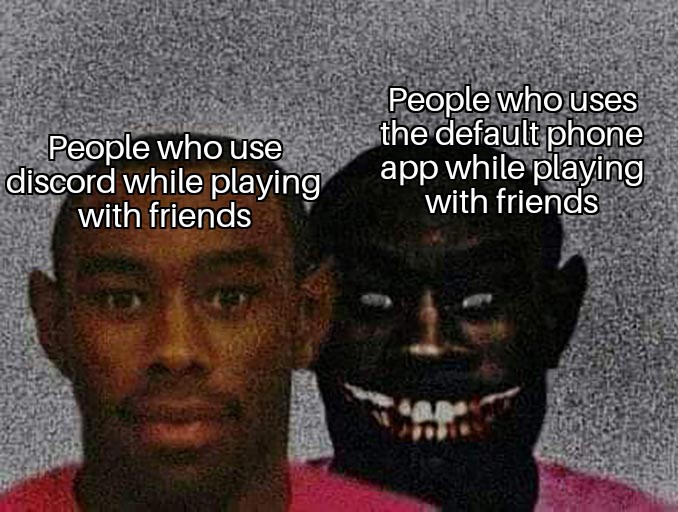 People who use
discord while playing
with friends
People who uses
the default phone
app while playing
with friends